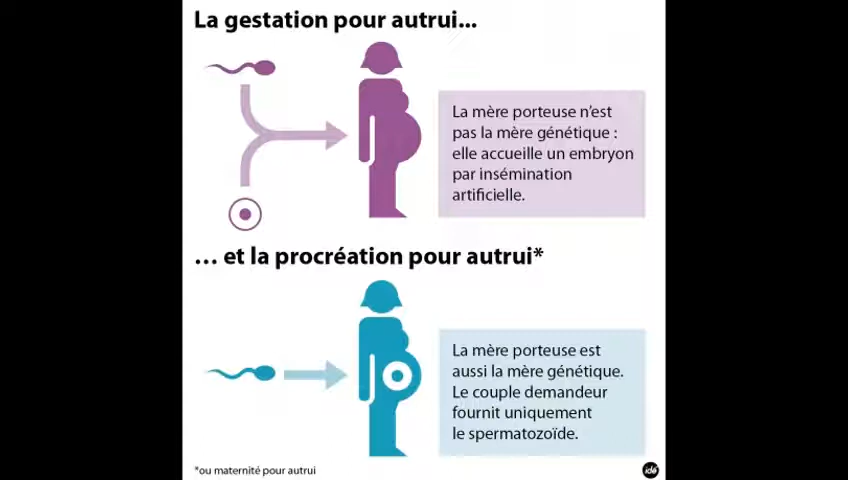 La gestation pour autrui...
La mère porteuse n’est
pas la mère génétique :
elle accueille un embryon
par insémination
artificielle.
… et la procréation pour autrui*
La mère porteuse est
aussi la mère génétique.
Le couple demandeur
fournit uniquement
le spermatozoïde.
*ou maternité pour autrui
idé